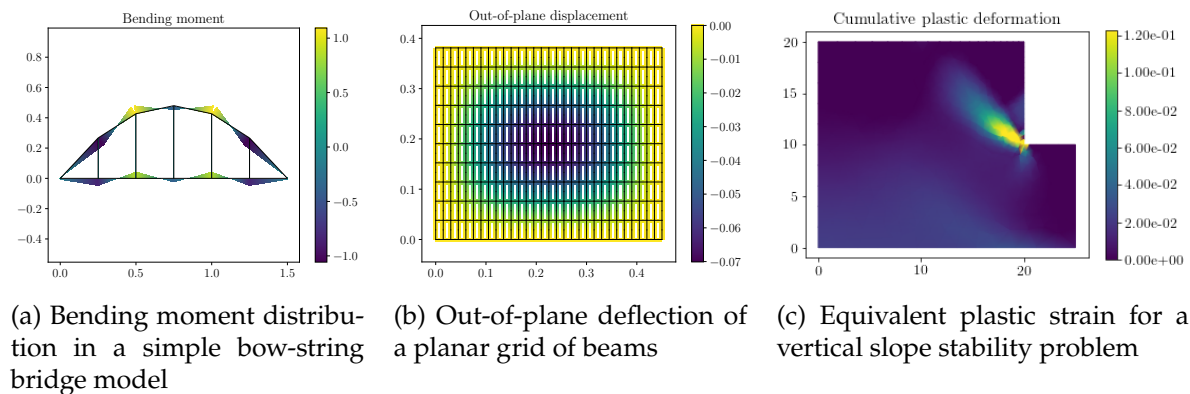 Bending moment
0.8
0.6
0.4
0.2
0.0
−0.2
−0.4
0.0 0.5 1.0 1.5
1.0
0.5
0.0
−0.5
−1.0
Out-of-plane displacement
0.4
0.3
0.2
0.1
0.0
0.0 0.1 0.2 0.3 0.4
0.00
−0.01
−0.02
−0.03
−0.04
−0.05
−0.06
−0.07
Cumulative plastic deformation
20
15
10
5
0
0 10 20
1.20e-01
1.00e-01
8.00e-02
6.00e-02
4.00e-02
2.00e-02
0.00e+00
(a) Bending moment distribu-
tion in a simple bow-string
bridge model
(b) Out-of-plane deflection of
a planar grid of beams
(c) Equivalent plastic strain for a
vertical slope stability problem